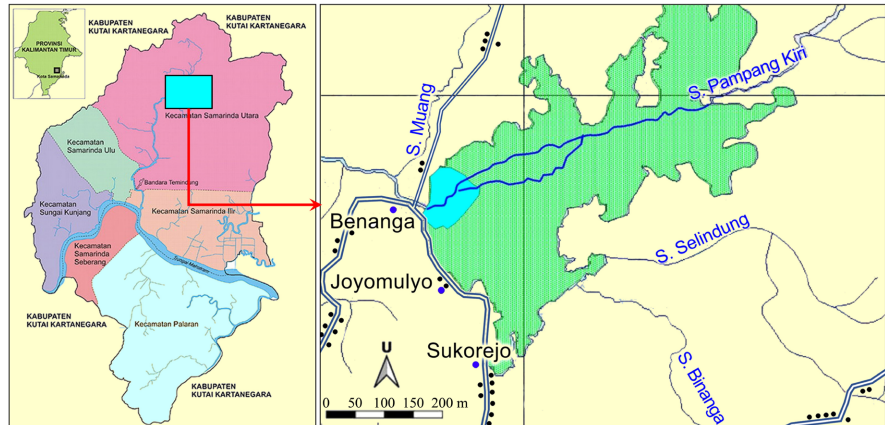 KABUPATEN
KUTAI KARTANEGARA
KABUPATEN
KUTAI KARTANEGARA
PROVINSI
KALIMANTAN TIMUR
Kota Samarinda
Kecamatan Samarinda Utara
Kecamatan
Samarinda Ulu
Bandara Temindung
Kecamatan
Sungai Kunjang
Kecamatan Samarinda Ilir
Kecamatan
Samarinda
Seberang
Sungai Mahakam
KABUPATEN
KUTAI KARTANEGARA
Kecamatan Palaran
KABUPATEN
KUTAI KARTANEGARA
S. Pampang Kiri
S. Muang
Benanga
S. Selindung
Joyomulyo
Sukorejo
S. Binanga
U
0 50 100 150 200 m